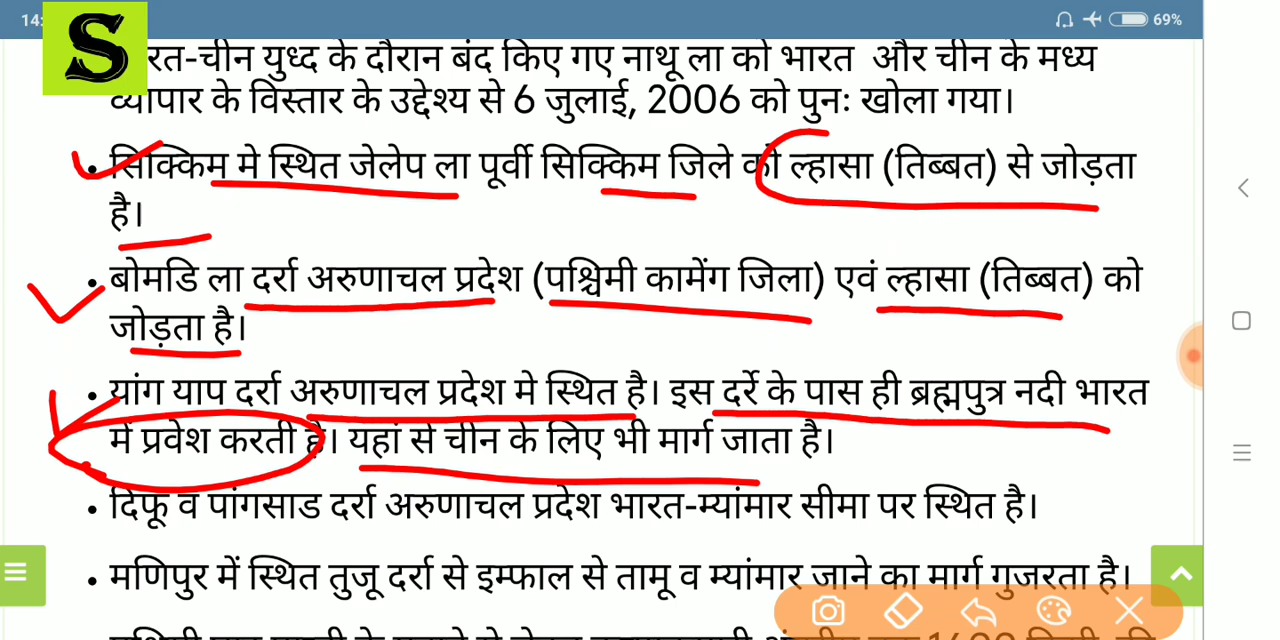 14:
69%
S
रत-चीन युध्द के दौरान बंद किए गए नाथू ला को भारत और चीन के मध्य
व्यापार के विस्तार के उद्देश्य से 6 जुलाई, 2006 को पुनः खोला गया।
• सिक्किम मे स्थित जेलेप ला पूर्वी सिक्किम जिले को ल्हासा (तिब्बत) से जोड़ता
है।
• बोमडि ला दर्रा अरुणाचल प्रदेश (पश्चिमी कामेंग जिला) एवं ल्हासा (तिब्बत) को
जोड़ता है।
• यांग याप दर्रा अरुणाचल प्रदेश मे स्थित है। इस दर्रे के पास ही ब्रह्मपुत्र नदी भारत
में प्रवेश करती है। यहां से चीन के लिए भी मार्ग जाता है।
• दिफू व पांगसाड दर्रा अरुणाचल प्रदेश भारत-म्यांमार सीमा पर स्थित है।
• मणिपुर में स्थित तुजू दर्रा से इम्फाल से तामू व म्यांमार जाने का मार्ग गुजरता है।